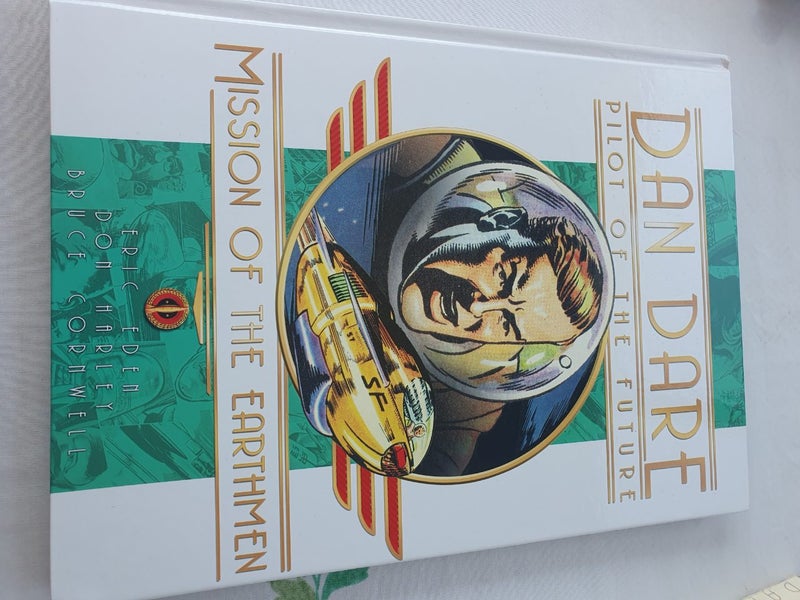 DAN DARE
PILOT OF THE FUTURE
SF
MISSION OF THE EARTHMEN
ERIC EDEN
DON HARLEY
BRUCE CORNWELL